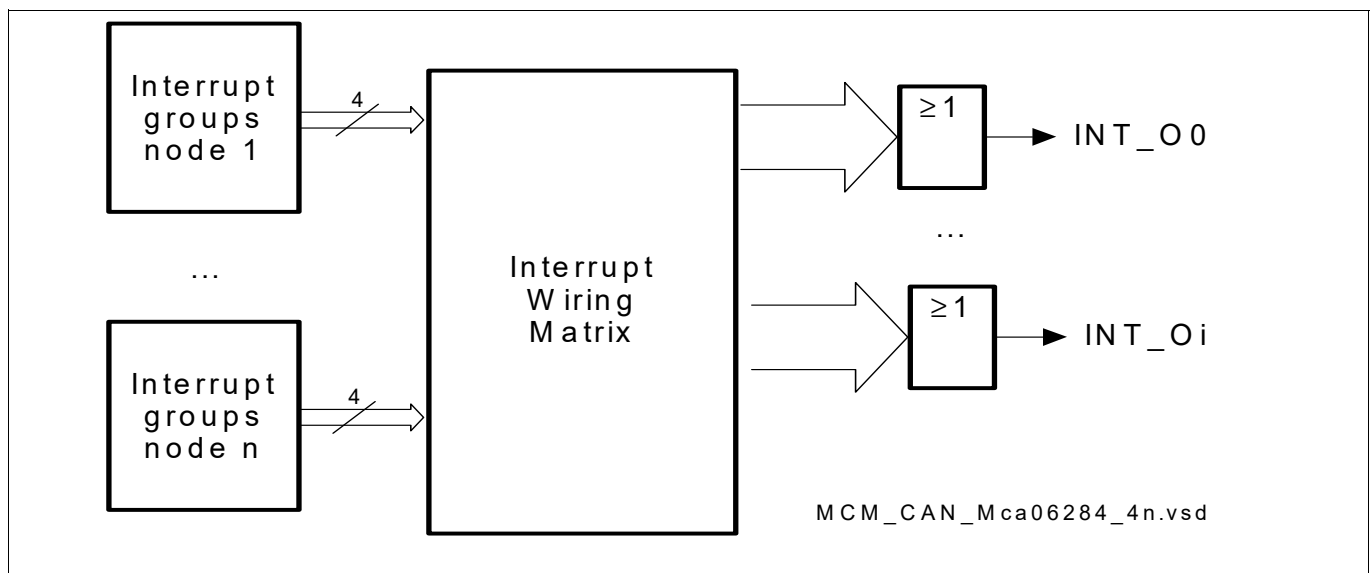 Interrupt
groups
node 1
4
...
Interrupt
groups
node n
4
Interrupt
Wiring
Matrix
≥1
INT_O0
...
≥1
INT_Oi
MCM_CAN_Mca06284_4n.vsd